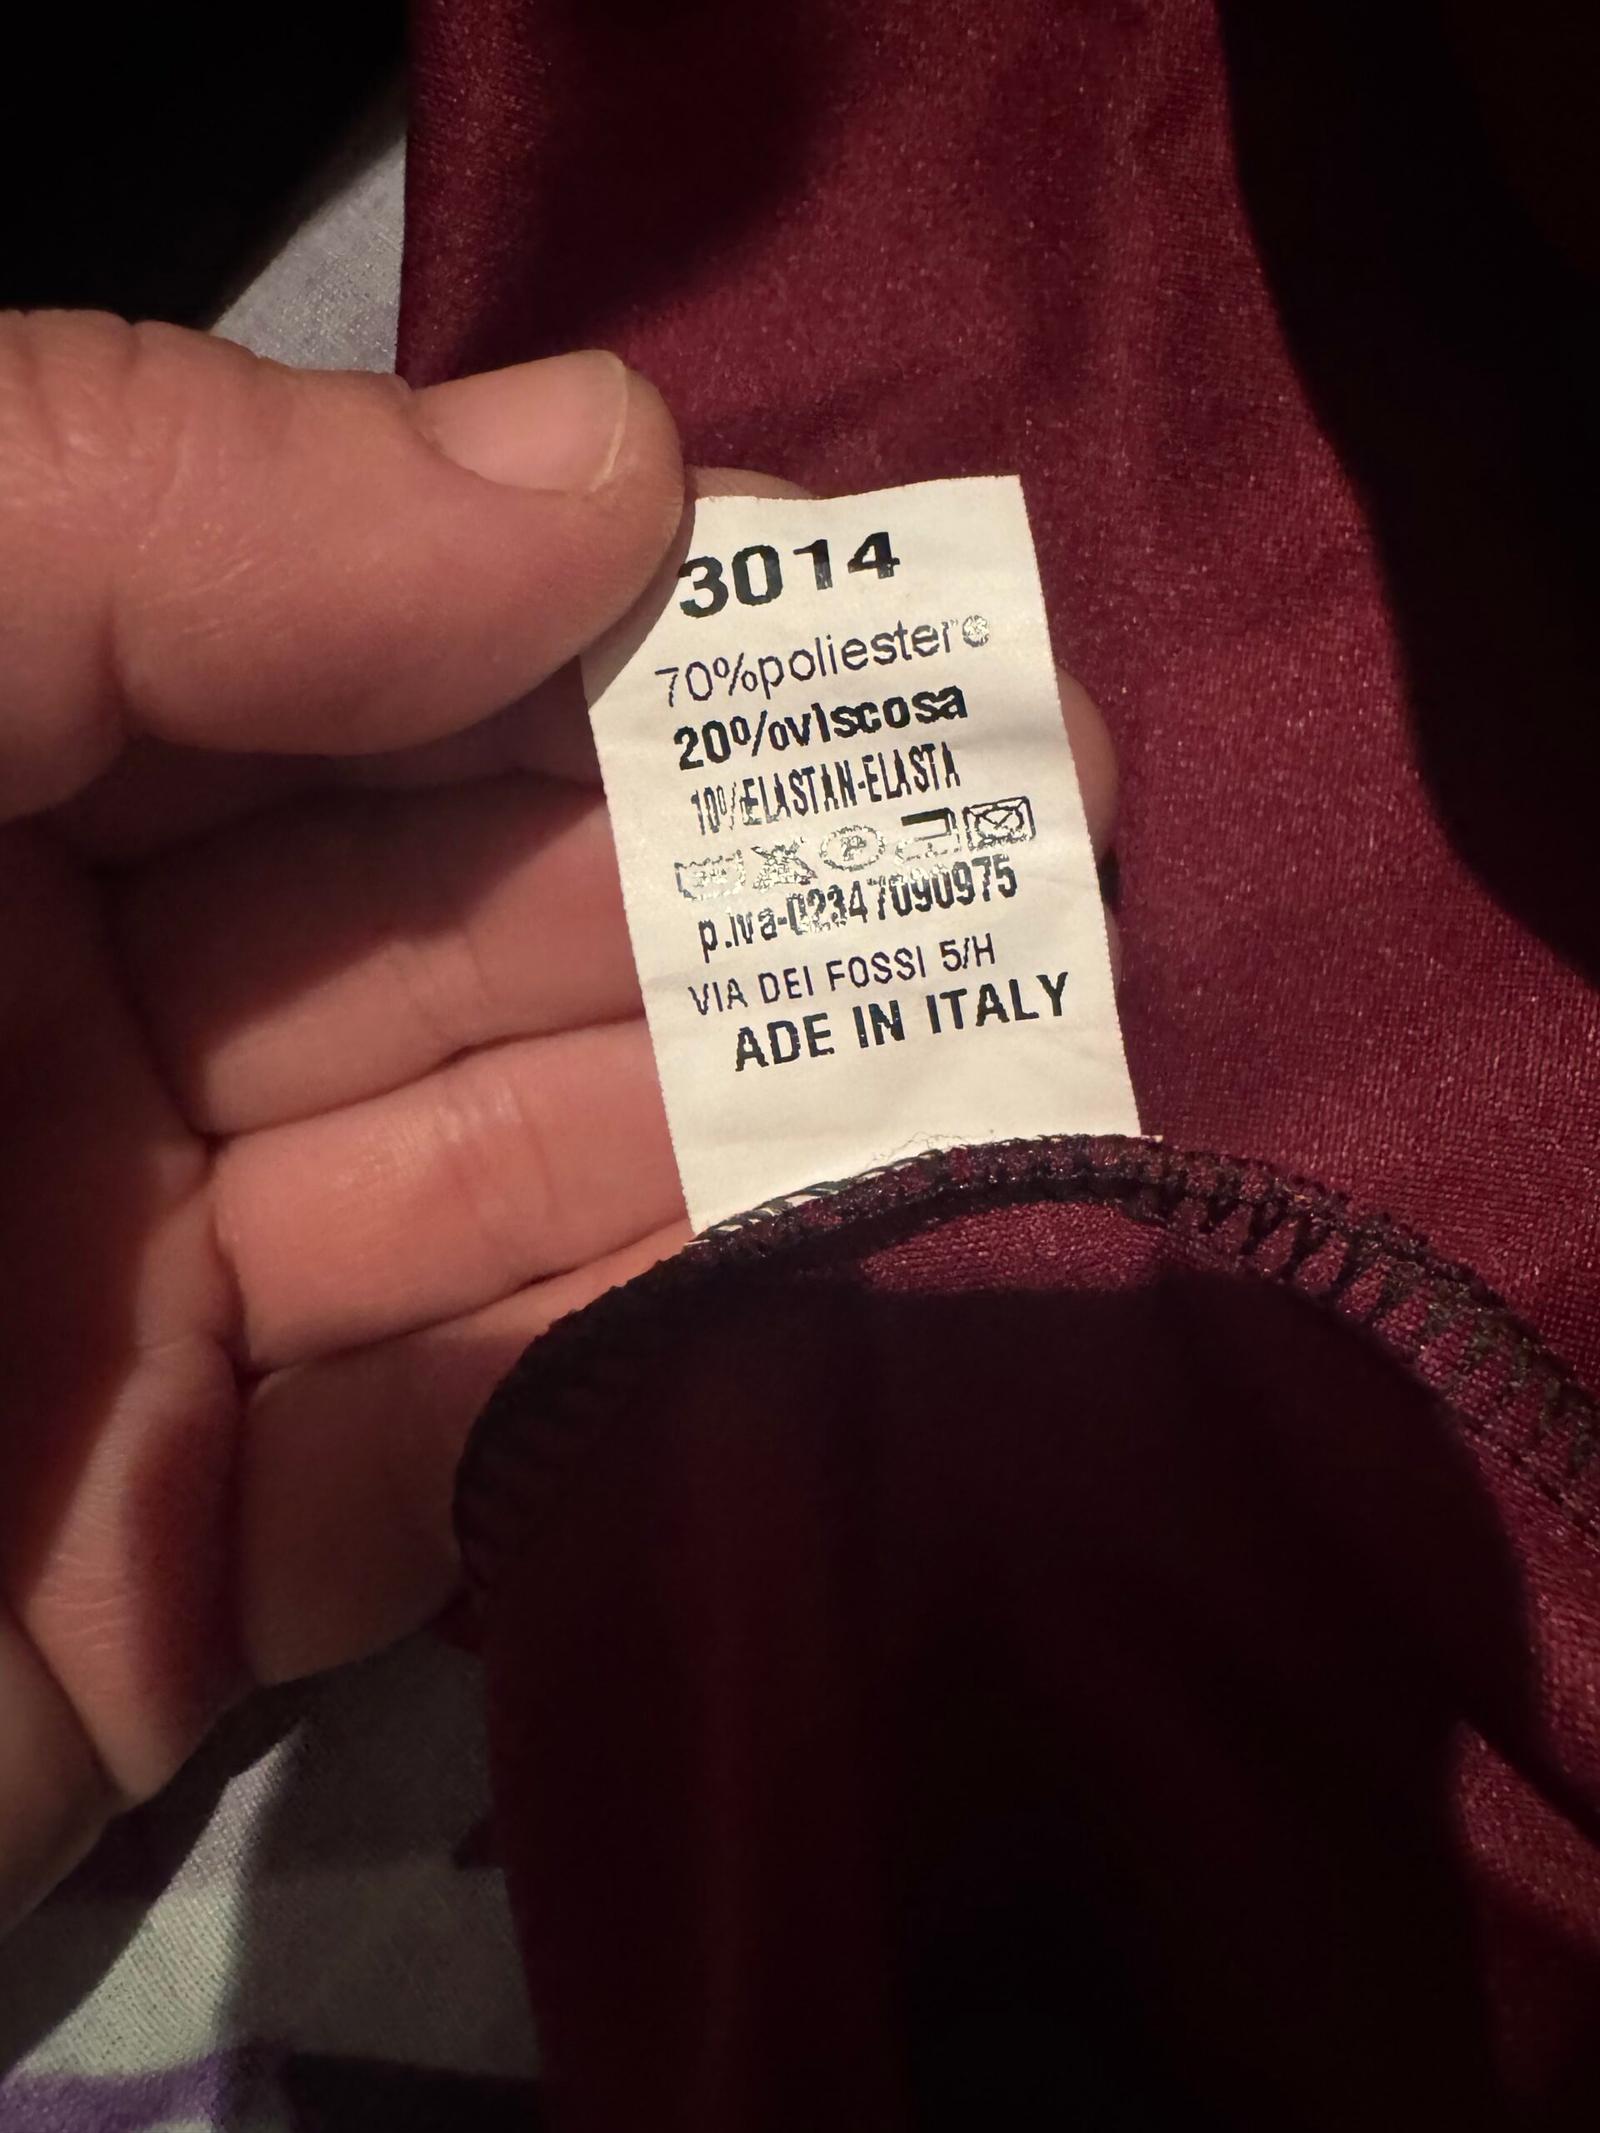 3014
70%poliestere
20%viscosa
10%ELASTAN-ELASTA
p.iva-02347090975
VIA DEI FOSSI 5/H
ADE IN ITALY